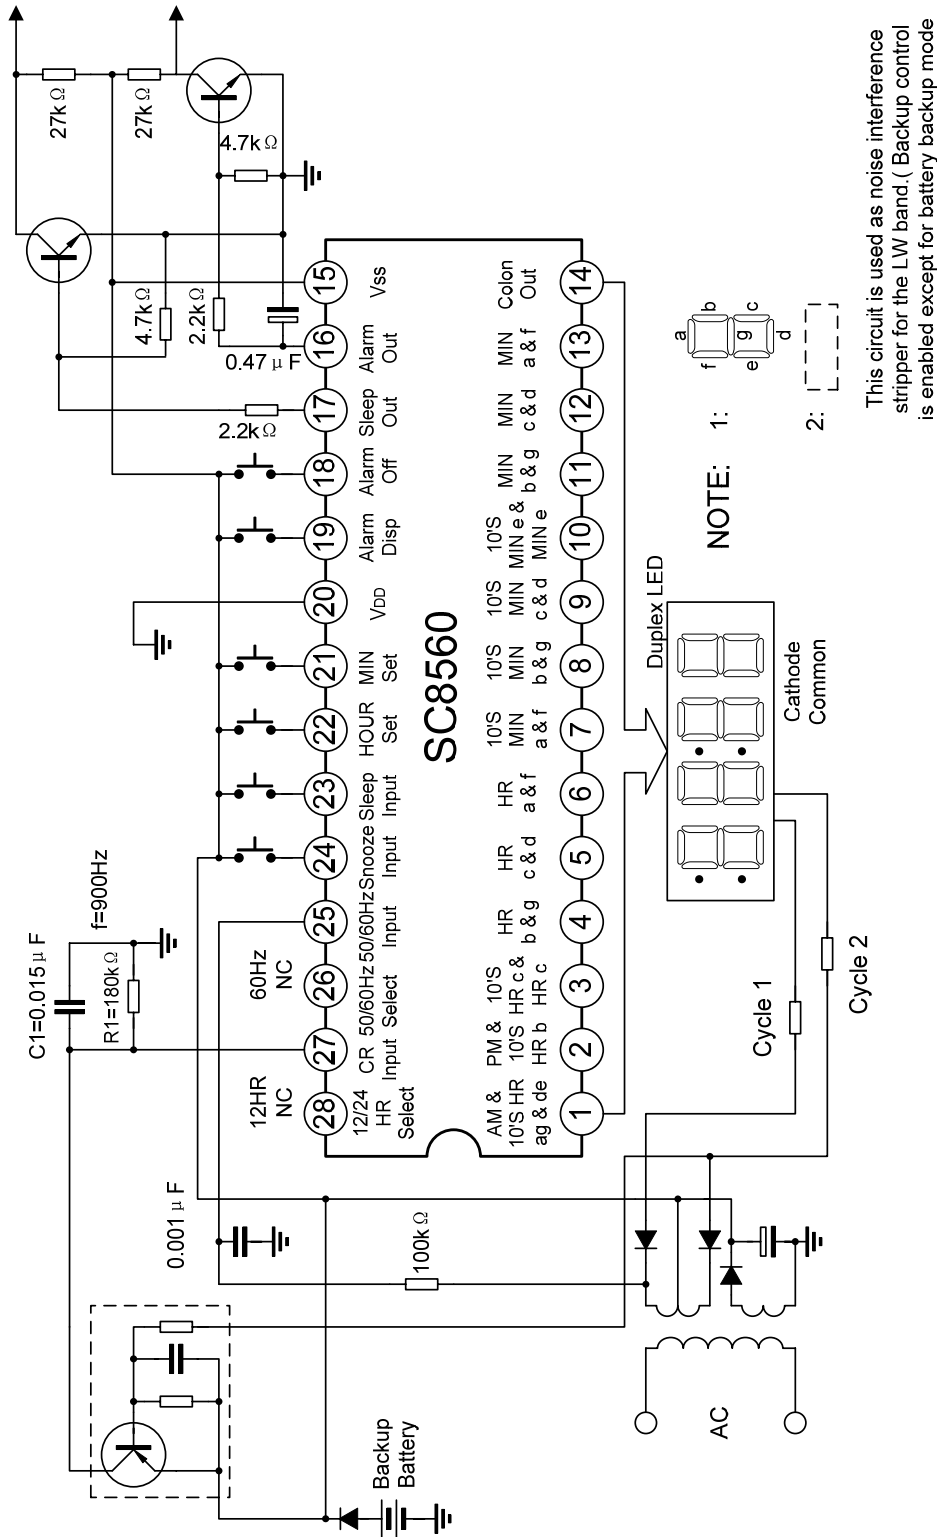 27kΩ
27kΩ
4.7kΩ
4.7kΩ
2.2kΩ
0.47μF
2.2kΩ
C1=0.015μF
f=900Hz
R1=180kΩ
12HR
NC
60Hz
NC
28
27
26
25
24
23
22
21
20
19
18
17
16
15
12/24
HR
Select
CR
Input
50/60Hz
Select
50/60Hz
Input
Snooze
Input
Sleep
Input
HOUR
Set
MIN
Set
VDD
Alarm
Disp
Alarm
Off
Sleep
Out
Alarm
Out
Vss
SC8560
AM &
10'S HR
ag & de
PM &
10'S
HR b
10'S
HR c &
HR c
HR
b & g
HR
c & d
HR
a & f
10'S
MIN
a & f
10'S
MIN
b & g
10'S
MIN
c & d
10'S
MIN e &
MIN e
MIN
b & g
MIN
c & d
MIN
a & f
Colon
Out
1
2
3
4
5
6
7
8
9
10
11
12
13
14
0.001μF
100kΩ
Backup
Battery
AC
Cycle 1
Cycle 2
Duplex LED
Cathode
Common
NOTE:
1:
a
b
c
d
e
f
g
2:
This circuit is used as noise interference
stripper for the LW band.( Backup control
is enabled except for battery backup mode